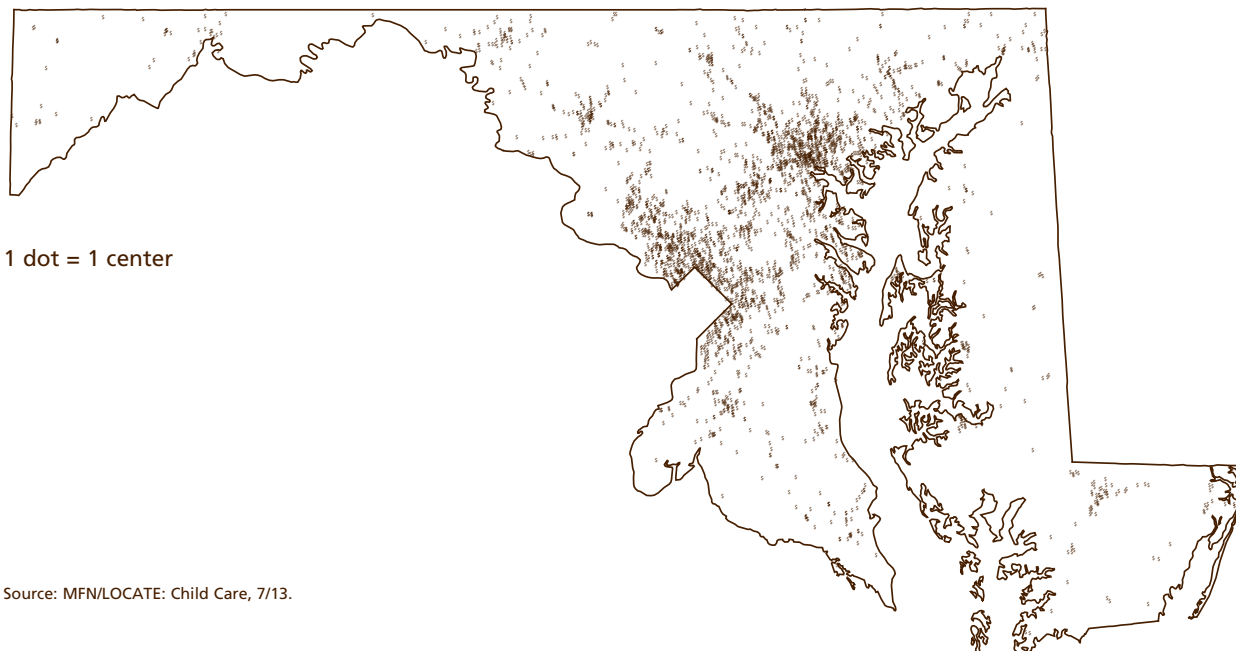 1 dot = 1 center
Source: MFN/LOCATE: Child Care, 7/13.